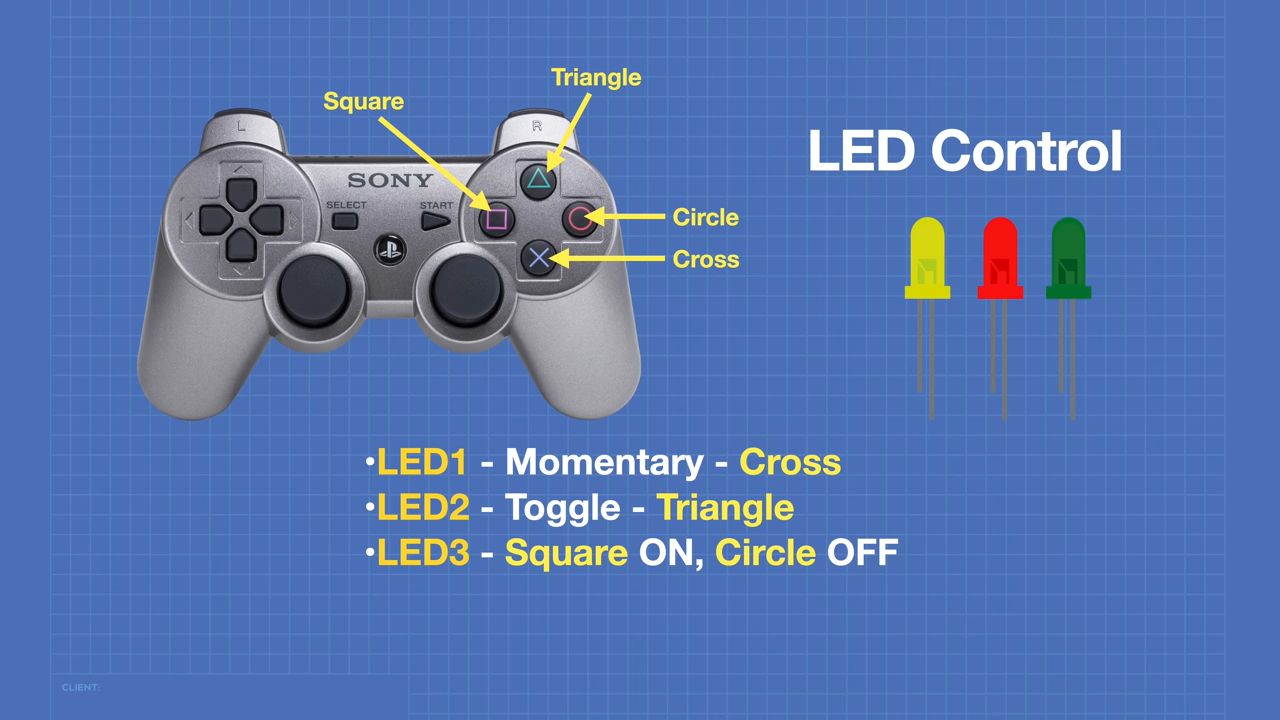 Triangle
Square
L
R
SONY
SELECT
START
Circle
Cross
LED Control
•LED1 - Momentary - Cross
•LED2 - Toggle - Triangle
•LED3 - Square ON, Circle OFF
CLIENT: